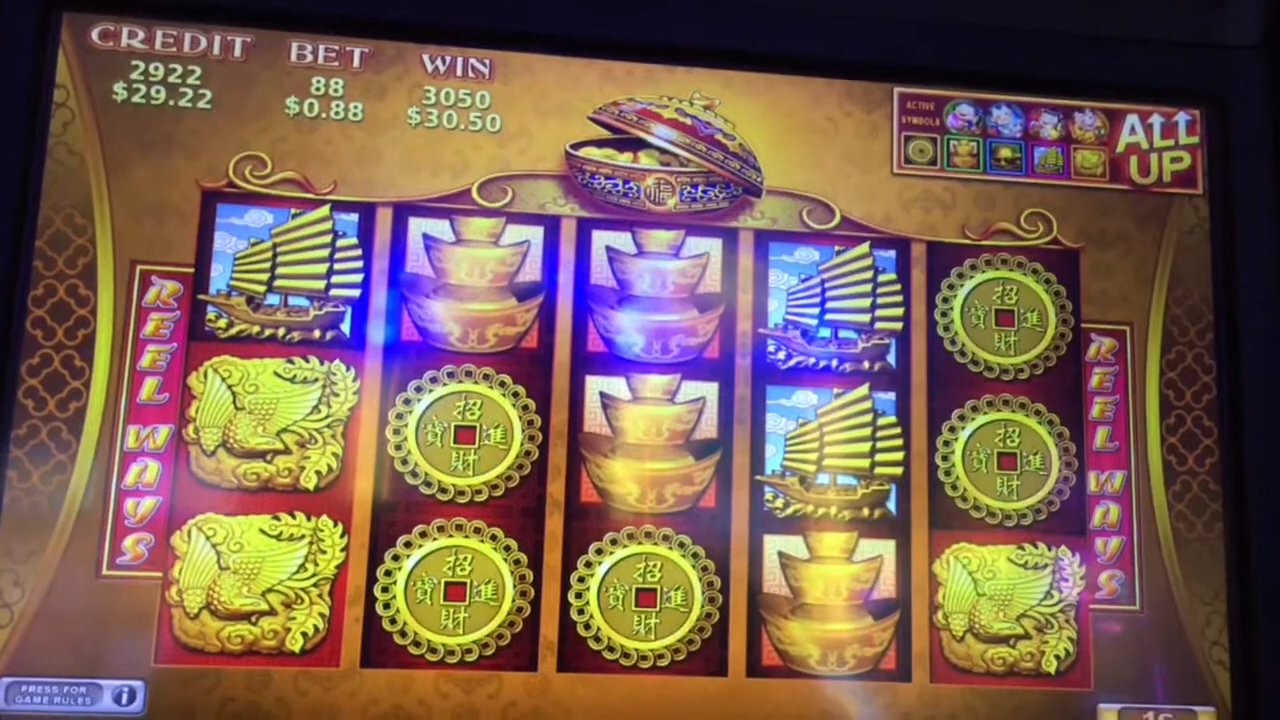 CREDIT BET WIN
2922 88 3050
$29.22 $0.88 $30.50
ACTIVE
SYMBOLS
ALL
UP
REEL WAYS
REEL WAYS
招
寶進
財
招
寶進
財
招
寶進
財
招
寶進
財
招
寶進
財
PRESS FOR
GAME RULES i